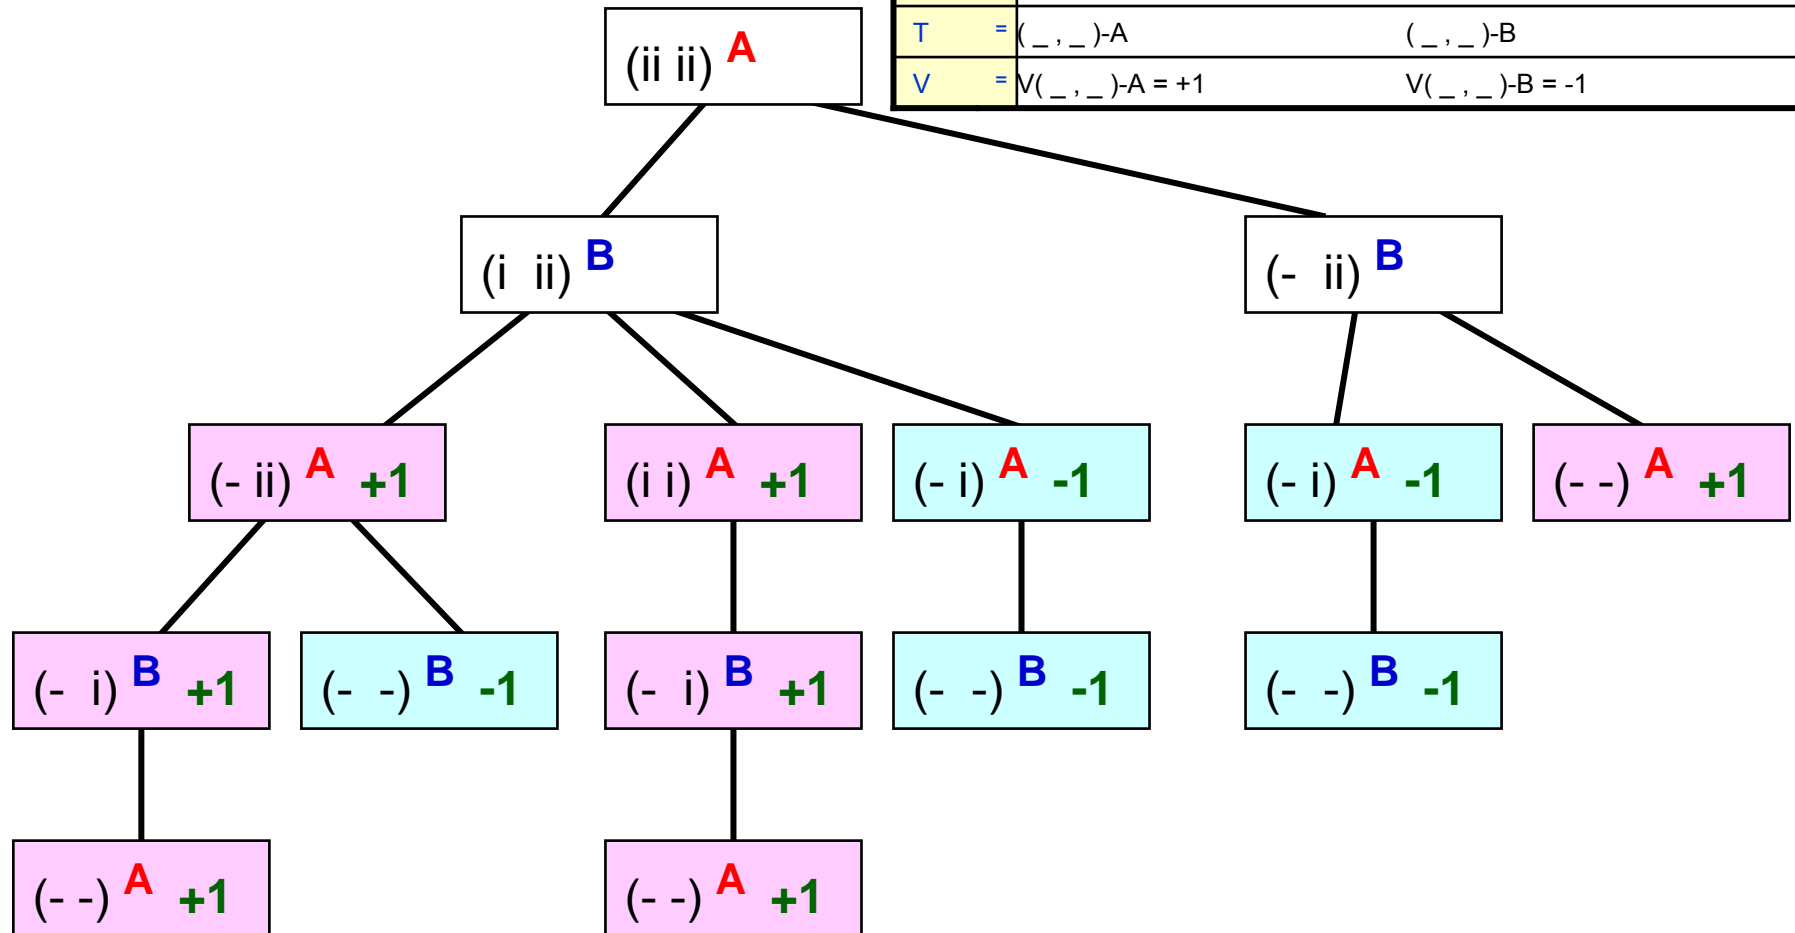 T = ( _ , _ )-A ( _ , _ )-B
(ii ii) A
V = V( _ , _ )-A = +1 V( _ , _ )-B = -1
(i ii) B
(- ii) B
(- ii) A +1
(i i) A +1
(- i) A -1
(- i) A -1
(- -) A +1
(- i) B +1
(- -) B -1
(- i) B +1
(- -) B -1
(- -) B -1
(- -) A +1
(- -) A +1